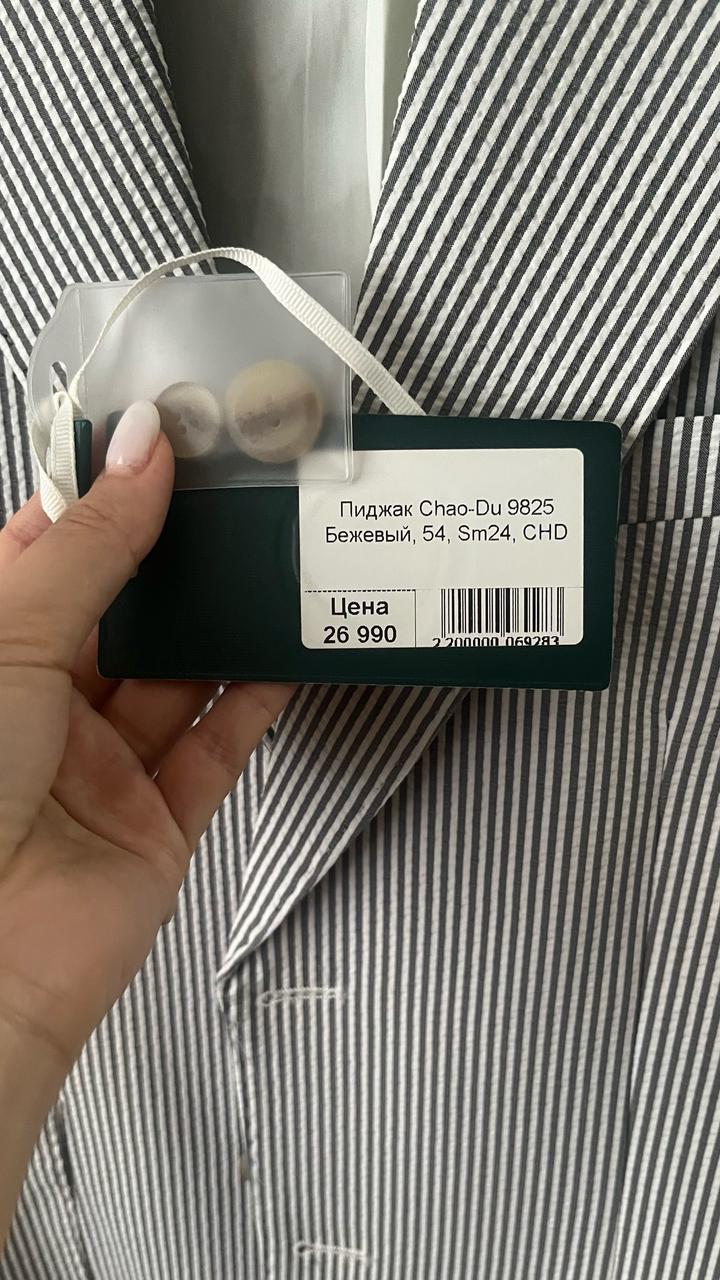 Пиджак Chao-Du 9825
Бежевый, 54, Sm24, CHD
Цена
26 990
2 200000 069283